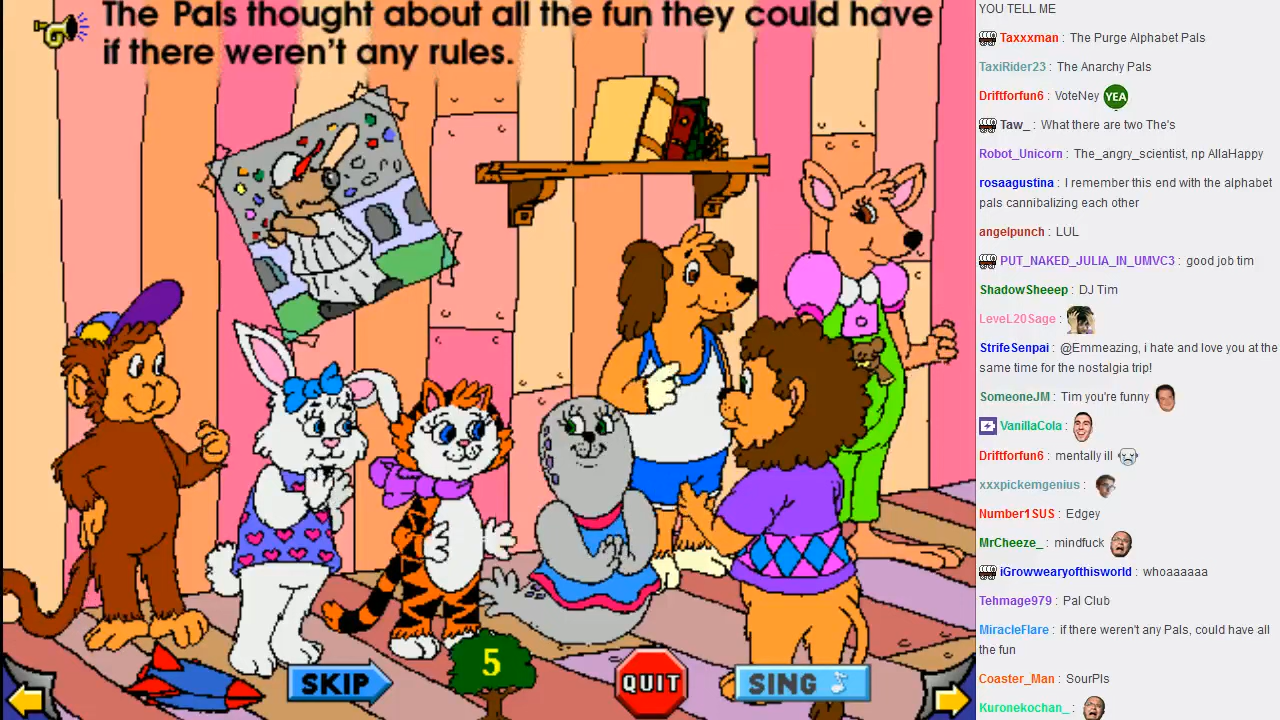 The Pals thought about all the fun they could have
if there weren't any rules.
5
SKIP
QUIT
SING
YOU TELL ME
Taxxxman : The Purge Alphabet Pals
TaxiRider23 : The Anarchy Pals
Driftforfun6 : VoteNey YEA
Taw_ : What there are two The's
Robot_Unicorn : The_angry_scientist, np AllaHappy
rosaagustina : I remember this end with the alphabet
pals cannibalizing each other
angelpunch : LUL
PUT_NAKED_JULIA_IN_UMVC3 : good job tim
ShadowSheeep : DJ Tim
LeveL20Sage :
StrifeSenpai : @Emmeazing, i hate and love you at the
same time for the nostalgia trip!
SomeoneJM : Tim you're funny
VanillaCola :
Driftforfun6 : mentally ill
xxxpickemgenius :
Number1SUS : Edgey
MrCheeze_ : mindfuck
iGrowwearyofthisworld : whoaaaaaa
Tehmage979 : Pal Club
MiracleFlare : if there weren't any Pals, could have all
the fun
Coaster_Man : SourPls
Kuronekochan_ :